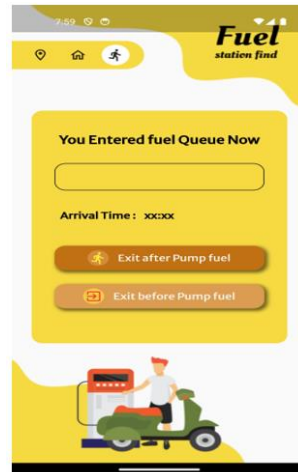 7:59
Fuel
station find
You Entered fuel Queue Now
Arrival Time : xx:xx
Exit after Pump fuel
Exit before Pump fuel